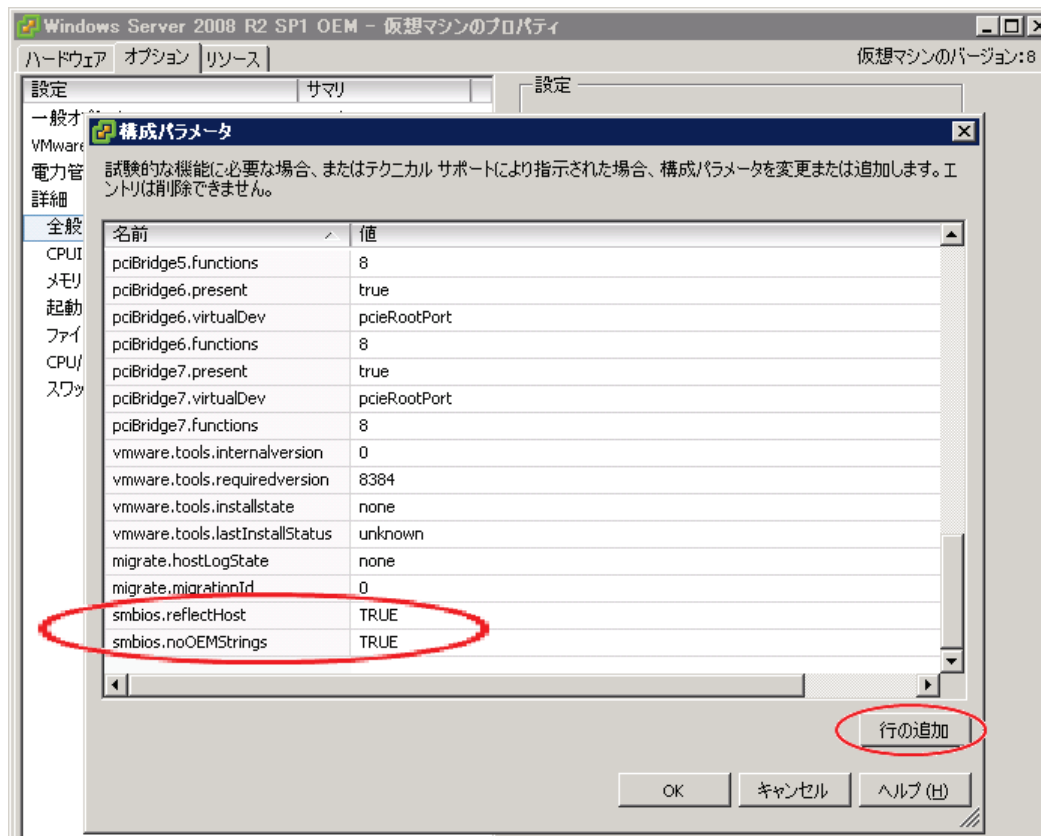 Windows Server 2008 R2 SP1 OEM - 仮想マシンのプロパティ
ハードウェア オプション リソース 仮想マシンのバージョン:8
設定 サマリ 設定
一般オ
VMware
電力管
詳細
全般
CPUI
メモリ
起動
ファイ
CPU/
スワッ
構成パラメータ
試験的な機能に必要な場合、またはテクニカル サポートにより指示された場合、構成パラメータを変更または追加します。エ
ントリは削除できません。
名前 値
pciBridge5.functions 8
pciBridge6.present true
pciBridge6.virtualDev pcieRootPort
pciBridge6.functions 8
pciBridge7.present true
pciBridge7.virtualDev pcieRootPort
pciBridge7.functions 8
vmware.tools.internalversion 0
vmware.tools.requiredversion 8384
vmware.tools.installstate none
vmware.tools.lastInstallStatus unknown
migrate.hostLogState none
migrate.migrationId 0
smbios.reflectHost TRUE
smbios.noOEMStrings TRUE
行の追加
OK キャンセル ヘルプ (H)